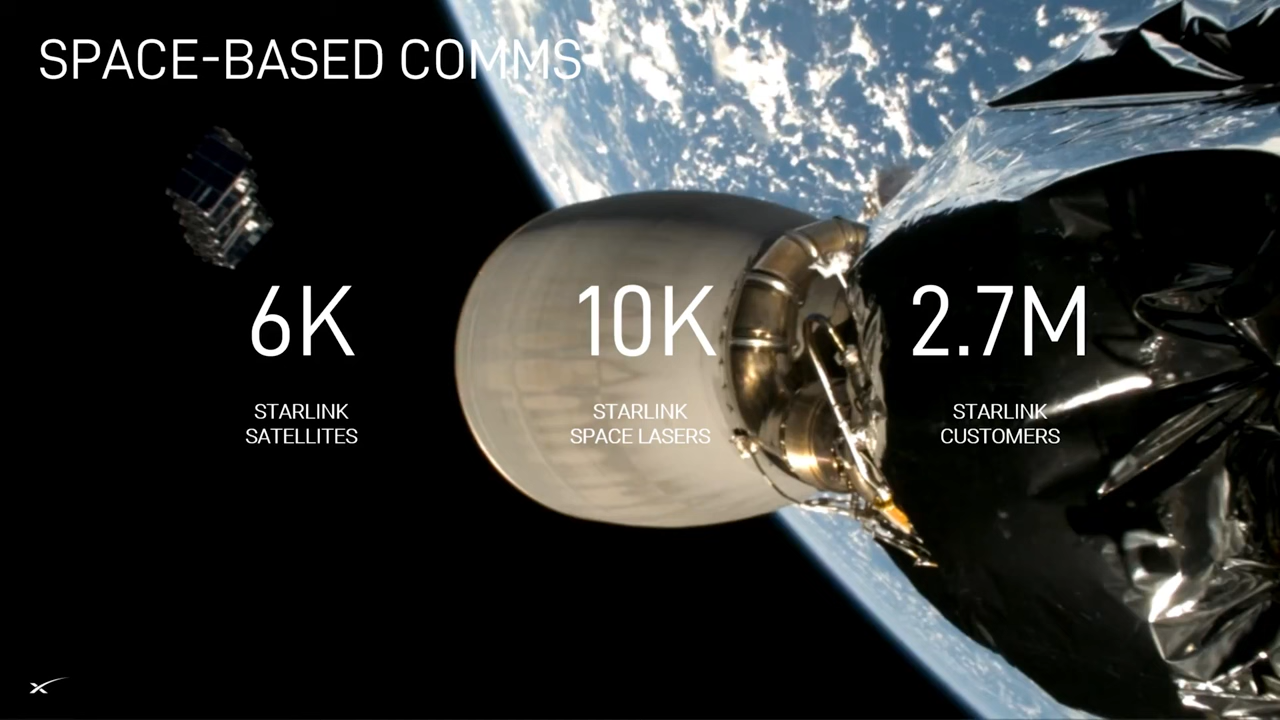 SPACE-BASED COMMS
6K
STARLINK
SATELLITES
10K
STARLINK
SPACE LASERS
2.7M
STARLINK
CUSTOMERS